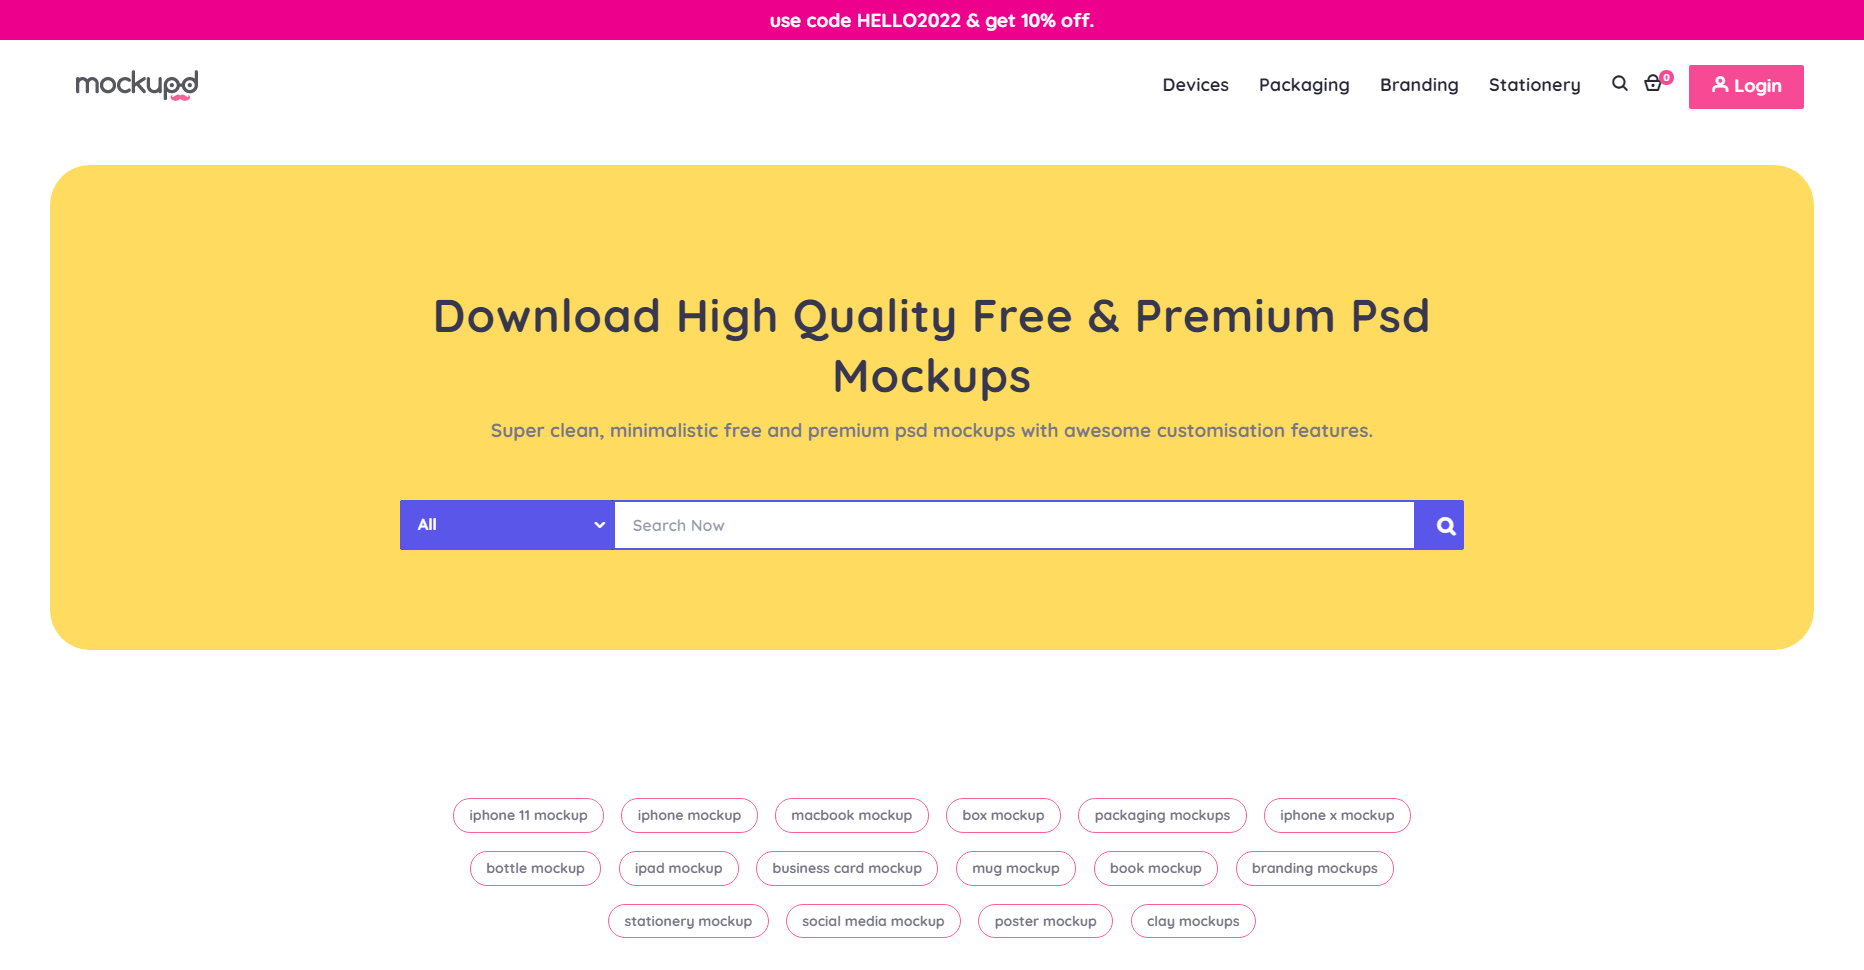 use code HELLO2022 & get 10% off.
mockupd
Devices Packaging Branding Stationery 0 Login
Download High Quality Free & Premium Psd
Mockups
Super clean, minimalistic free and premium psd mockups with awesome customisation features.
All Search Now
iphone 11 mockup iphone mockup macbook mockup box mockup packaging mockups iphone x mockup
bottle mockup ipad mockup business card mockup mug mockup book mockup branding mockups
stationery mockup social media mockup poster mockup clay mockups